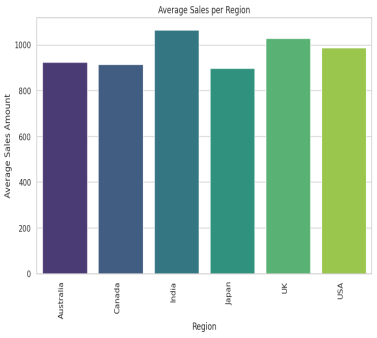 Average Sales per Region
Average Sales Amount
1000
800
600
400
200
0
Australia
Canada
India
Japan
UK
USA
Region